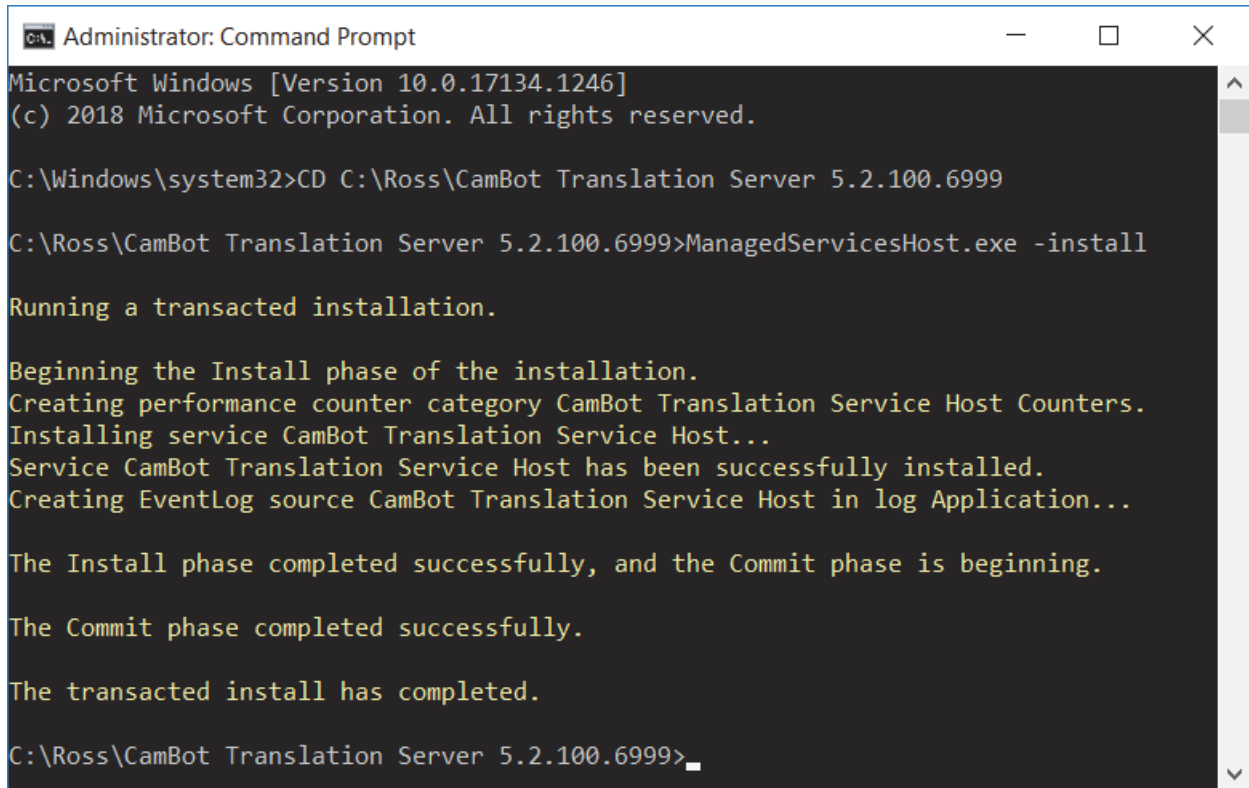 Administrator: Command Prompt
Microsoft Windows [Version 10.0.17134.1246]
(c) 2018 Microsoft Corporation. All rights reserved.
C:\Windows\system32>CD C:\Ross\CamBot Translation Server 5.2.100.6999
C:\Ross\CamBot Translation Server 5.2.100.6999>ManagedServicesHost.exe -install
Running a transacted installation.
Beginning the Install phase of the installation.
Creating performance counter category CamBot Translation Service Host Counters.
Installing service CamBot Translation Service Host...
Service CamBot Translation Service Host has been successfully installed.
Creating EventLog source CamBot Translation Service Host in log Application...
The Install phase completed successfully, and the Commit phase is beginning.
The Commit phase completed successfully.
The transacted install has completed.
C:\Ross\CamBot Translation Server 5.2.100.6999>